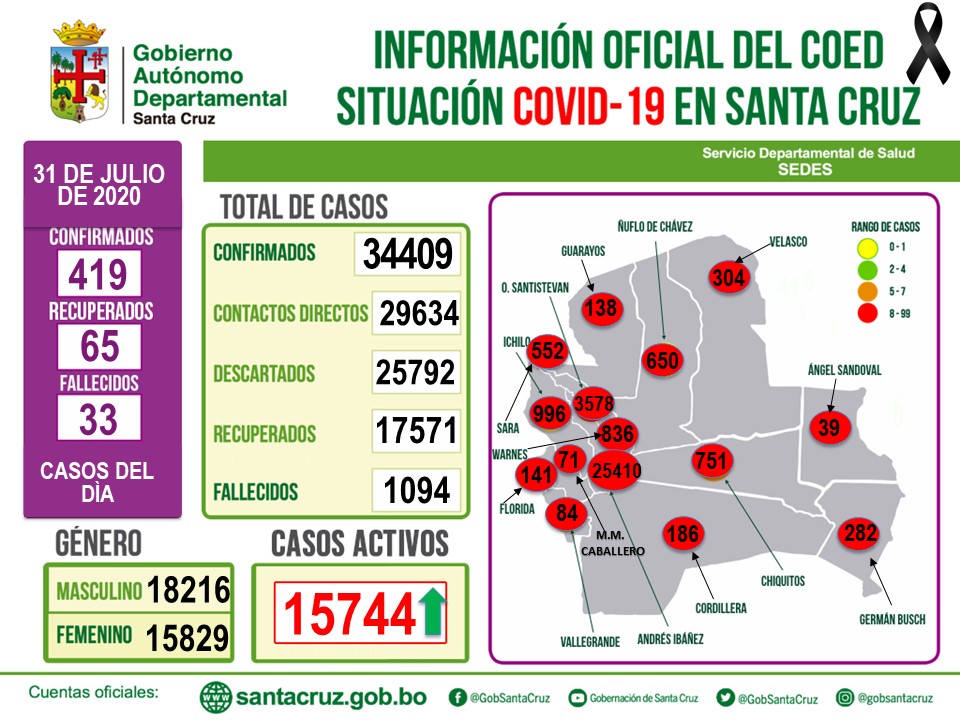 Gobierno
Autónomo
Departamental
Santa Cruz
INFORMACIÓN OFICIAL DEL COED
SITUACIÓN COVID-19 EN SANTA CRUZ
Servicio Departamental de Salud
SEDES
31 DE JULIO
DE 2020
CONFIRMADOS
419
RECUPERADOS
65
FALLECIDOS
33
CASOS DEL
DÌA
TOTAL DE CASOS
CONFIRMADOS 34409
CONTACTOS DIRECTOS 29634
DESCARTADOS 25792
RECUPERADOS 17571
FALLECIDOS 1094
GÉNERO
MASCULINO 18216
FEMENINO 15829
CASOS ACTIVOS
15744
RANGO DE CASOS
0 - 1
2 - 4
5 - 7
8 - 99
ÑUFLO DE CHÁVEZ
VELASCO
GUARAYOS
304
O. SANTISTEVAN
138
ICHILO
552
650
ÁNGEL SANDOVAL
996
3578
SARA
836
39
WARNES
71
25410
751
141
FLORIDA
84
M.M.
CABALLERO
186
282
CHIQUITOS
CORDILLERA
GERMÁN BUSCH
VALLEGRANDE
ANDRÉS IBÁÑEZ
Cuentas oficiales:
santacruz.gob.bo
@GobSantaCruz
Gobernación de Santa Cruz
@GobSantaCruz
@gobsantacruz